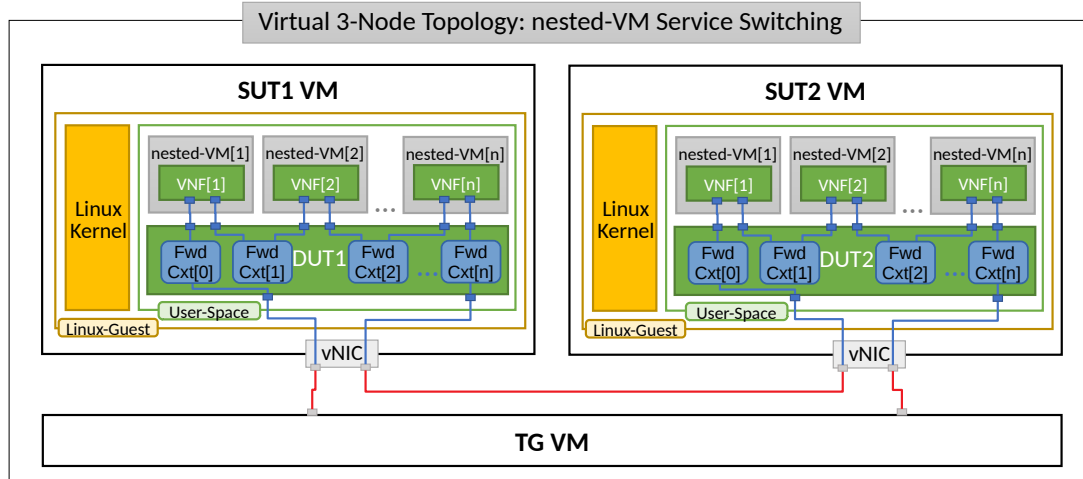 Virtual 3-Node Topology: nested-VM Service Switching
SUT1 VM
Linux
Kernel
nested-VM[1]
VNF[1]
nested-VM[2]
VNF[2]
...
nested-VM[n]
VNF[n]
Fwd
Cxt[0]
Fwd
Cxt[1]
DUT1
Fwd
Cxt[2]
...
Fwd
Cxt[n]
User-Space
Linux-Guest
vNIC
SUT2 VM
Linux
Kernel
nested-VM[1]
VNF[1]
nested-VM[2]
VNF[2]
...
nested-VM[n]
VNF[n]
Fwd
Cxt[0]
Fwd
Cxt[1]
DUT2
Fwd
Cxt[2]
...
Fwd
Cxt[n]
User-Space
Linux-Guest
vNIC
TG VM